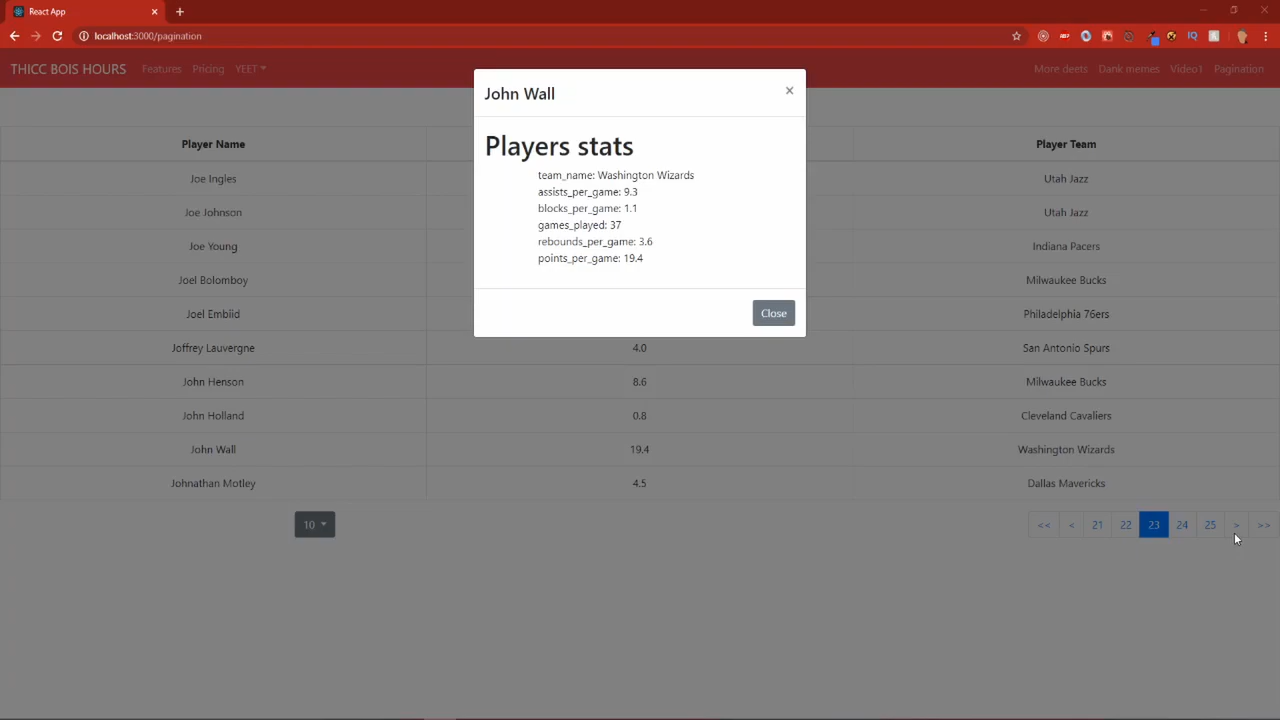 React App
localhost:3000/pagination
THICC BOIS HOURS Features Pricing YEET More deets Dank memes Video1 Pagination
John Wall ×
Players stats
team_name: Washington Wizards
assists_per_game: 9.3
blocks_per_game: 1.1
games_played: 37
rebounds_per_game: 3.6
points_per_game: 19.4
Close
Player Name Player Team
Joe Ingles Utah Jazz
Joe Johnson Utah Jazz
Joe Young Indiana Pacers
Joel Bolomboy Milwaukee Bucks
Joel Embiid Philadelphia 76ers
Joffrey Lauvergne 4.0 San Antonio Spurs
John Henson 8.6 Milwaukee Bucks
John Holland 0.8 Cleveland Cavaliers
John Wall 19.4 Washington Wizards
Johnathan Motley 4.5 Dallas Mavericks
10 << < 21 22 23 24 25 > >>